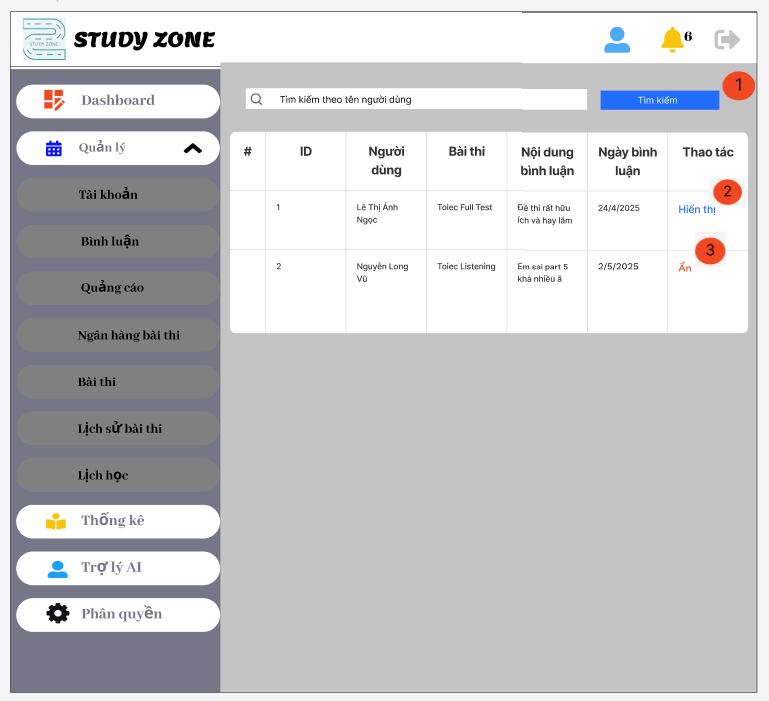 STUDY ZONE
STUDY ZONE
6
Dashboard
Quản lý
Tài khoản
Bình luận
Quảng cáo
Ngân hàng bài thi
Bài thi
Lịch sử bài thi
Lịch học
Thống kê
Trợ lý AI
Phân quyền
Tìm kiếm theo tên người dùng
Tìm kiếm
1
# ID Người dùng Bài thi Nội dung bình luận Ngày bình luận Thao tác
2
1 Lê Thị Ánh Ngọc Toiec Full Test Đề thi rất hữu ích và hay lắm 24/4/2025 Hiển thị
3
2 Nguyễn Long Vũ Toiec Listening Em sai part 5 khá nhiều ã 2/5/2025 Ẩn